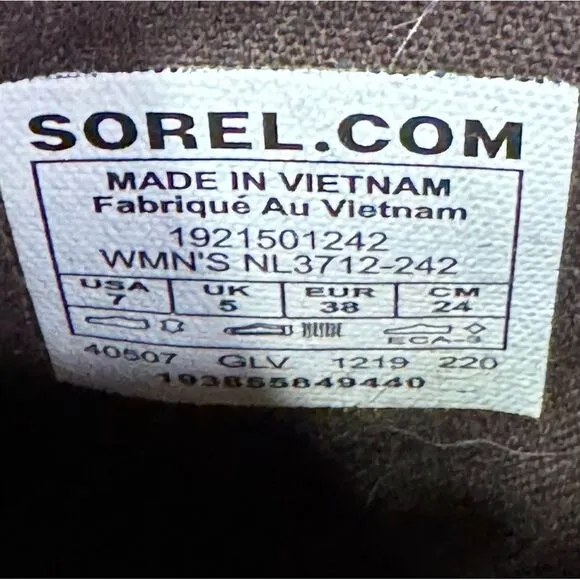 SOREL.COM
MADE IN VIETNAM
Fabriqué Au Vietnam
1921501242
WMN'S NL3712-242
USA UK EUR CM
7 5 38 24
ECA-3
40507 GLV 1219 220
193855849440